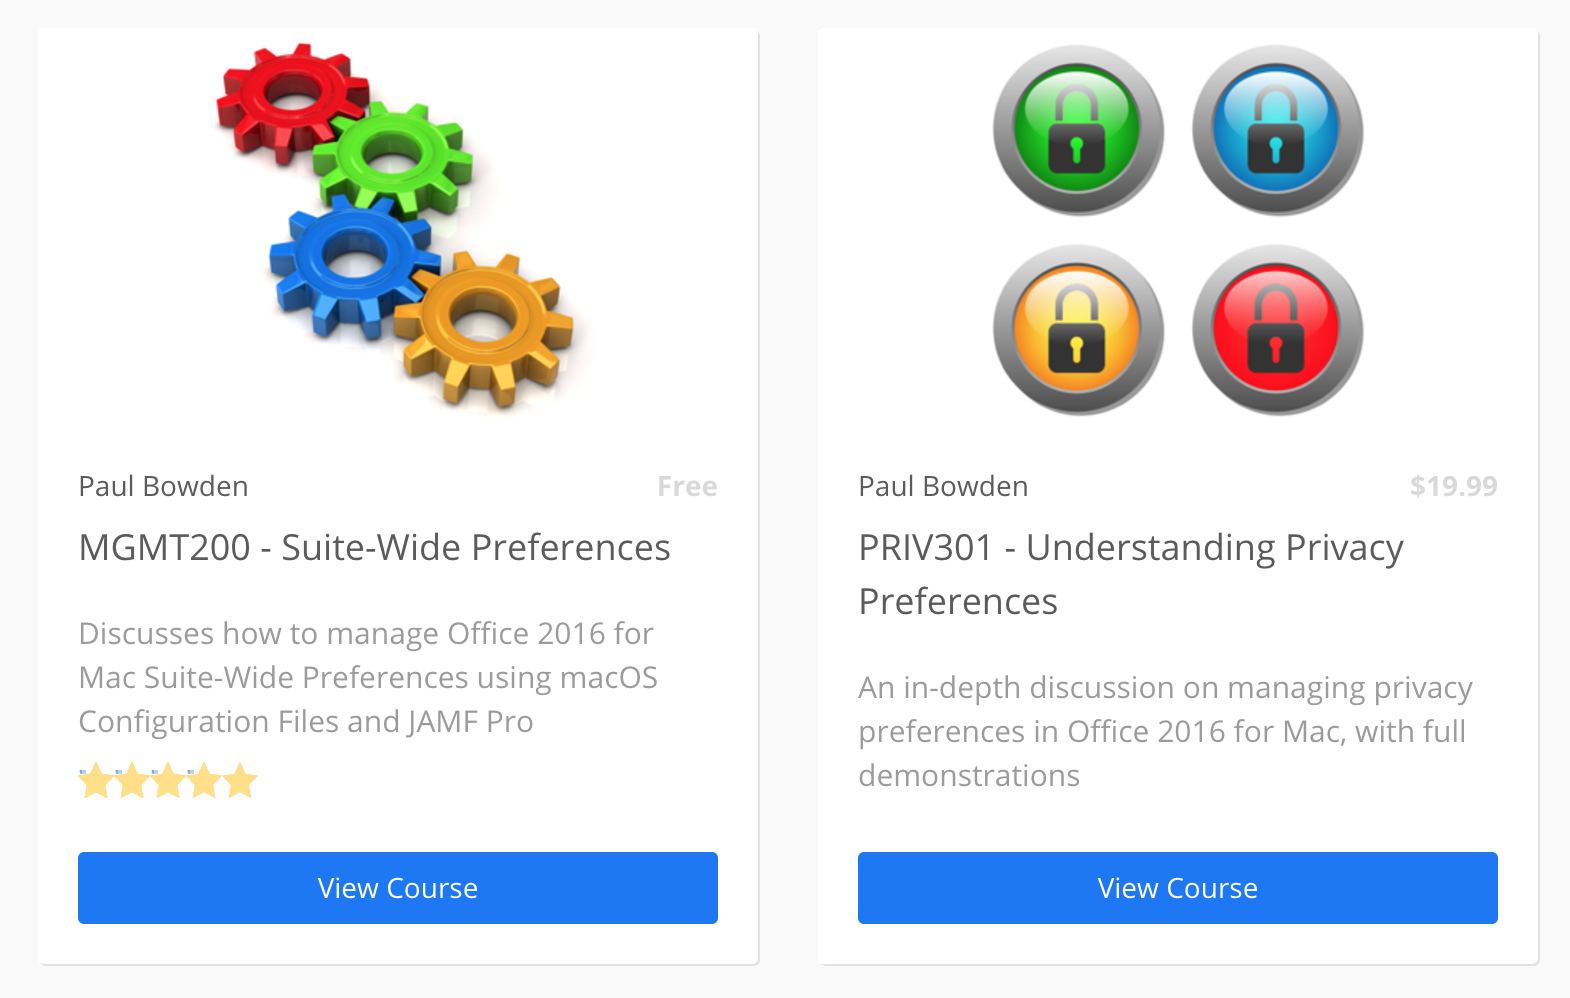 Paul Bowden
Free
MGMT200 - Suite-Wide Preferences
Discusses how to manage Office 2016 for
Mac Suite-Wide Preferences using macOS
Configuration Files and JAMF Pro
View Course
Paul Bowden
$19.99
PRIV301 - Understanding Privacy
Preferences
An in-depth discussion on managing privacy
preferences in Office 2016 for Mac, with full
demonstrations
View Course